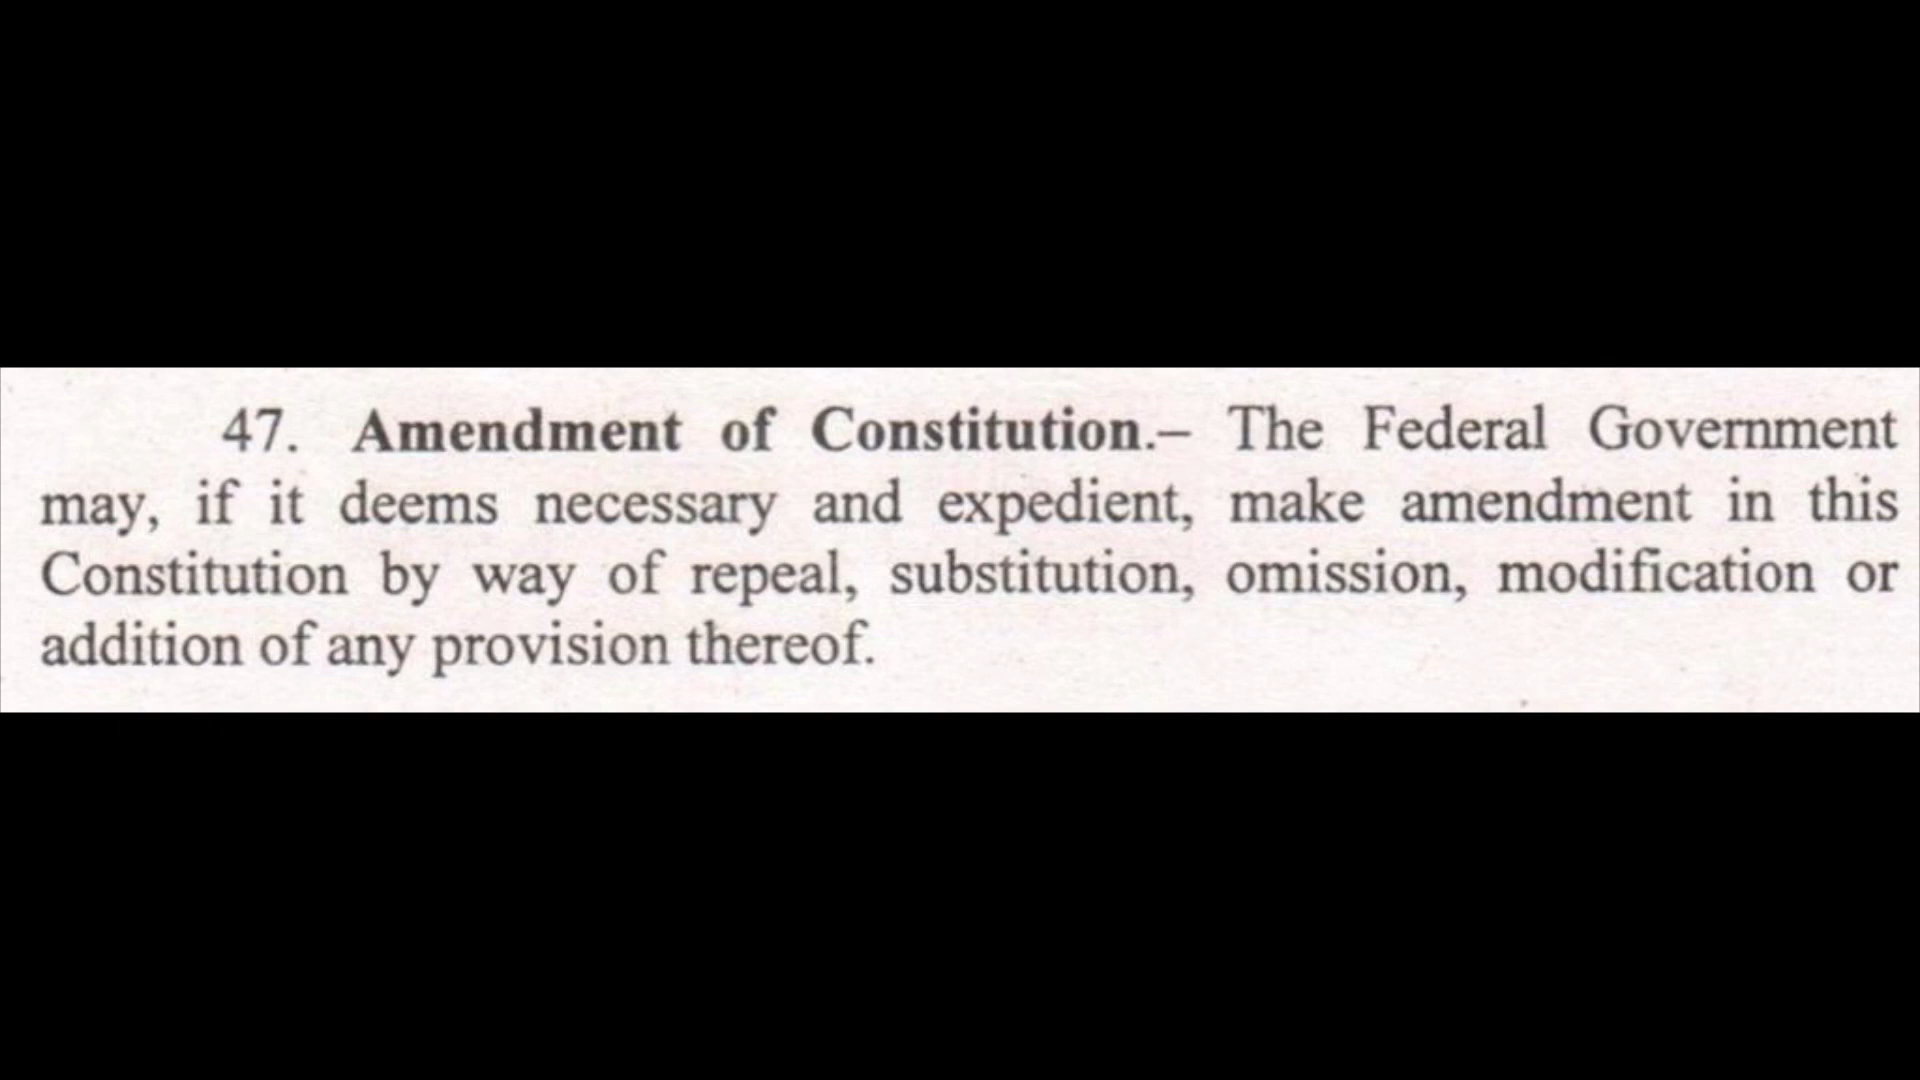 47. Amendment of Constitution.– The Federal Government
may, if it deems necessary and expedient, make amendment in this
Constitution by way of repeal, substitution, omission, modification or
addition of any provision thereof.